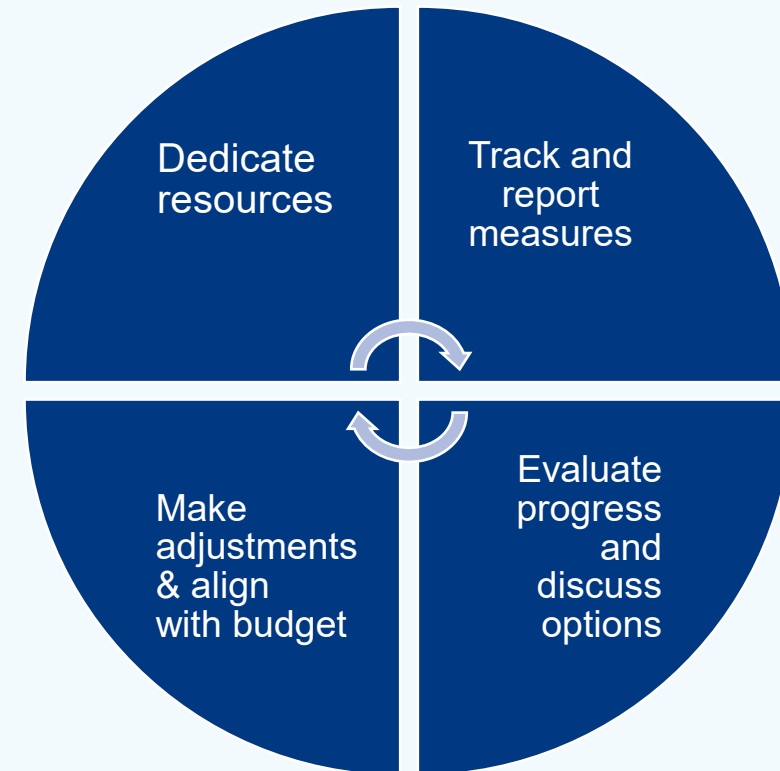 Dedicate
resources
Track and
report
measures
Evaluate
progress
and
discuss
options
Make
adjustments
& align
with budget